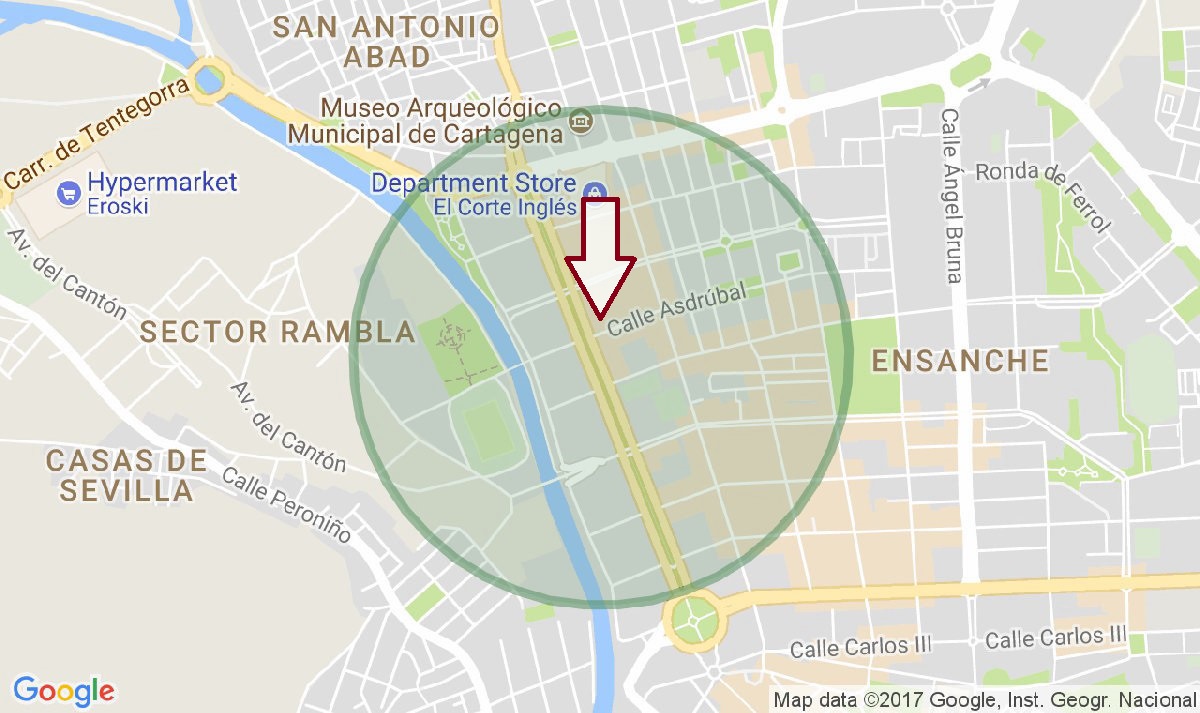 SAN ANTONIO
ABAD
Carr. de Tentegorra
Museo Arqueológico
Municipal de Cartagena
Hypermarket
Eroski
Department Store
El Corte Inglés
Calle Ángel Bruna
Ronda de Ferrol
Av. del Cantón
SECTOR RAMBLA
Calle Asdrúbal
ENSANCHE
Av. del Cantón
CASAS DE
SEVILLA
Calle Peroniño
Calle Carlos III
Calle Carlos III
Google
Map data ©2017 Google, Inst. Geogr. Nacional